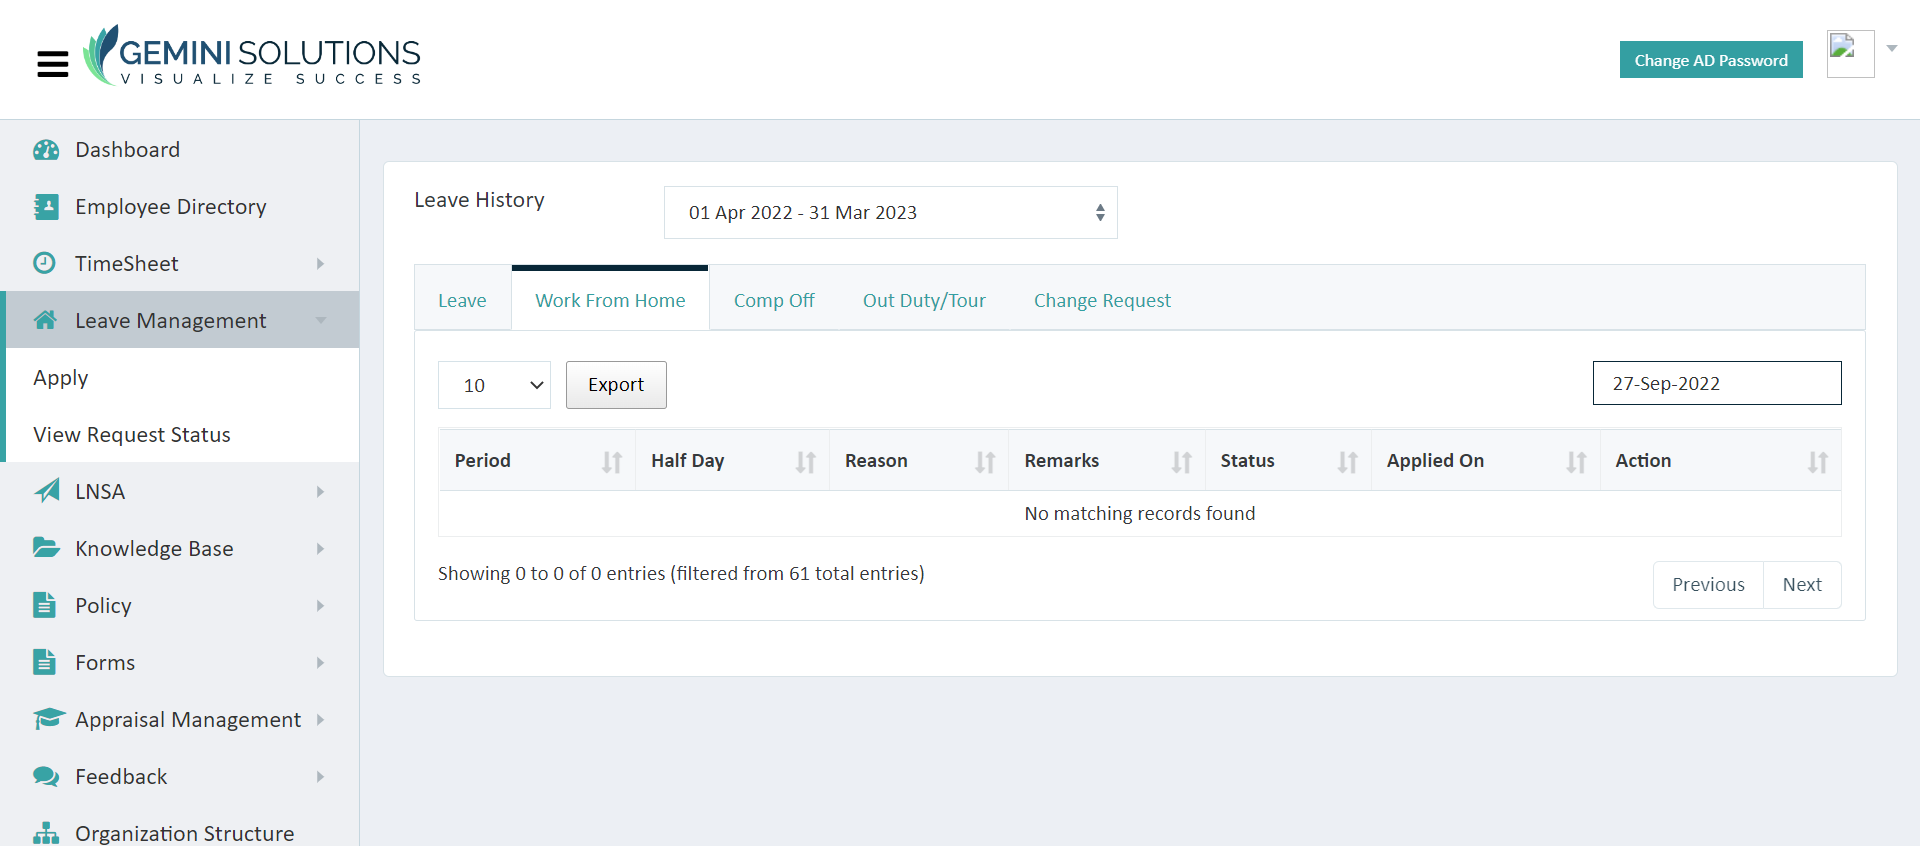 GEMINI SOLUTIONS
VISUALIZE SUCCESS
Change AD Password
Dashboard
Employee Directory
TimeSheet
Leave Management
Apply
View Request Status
LNSA
Knowledge Base
Policy
Forms
Appraisal Management
Feedback
Organization Structure
Leave History
01 Apr 2022 - 31 Mar 2023
Leave Work From Home Comp Off Out Duty/Tour Change Request
10 Export 27-Sep-2022
Period Half Day Reason Remarks Status Applied On Action
No matching records found
Showing 0 to 0 of 0 entries (filtered from 61 total entries)
Previous Next